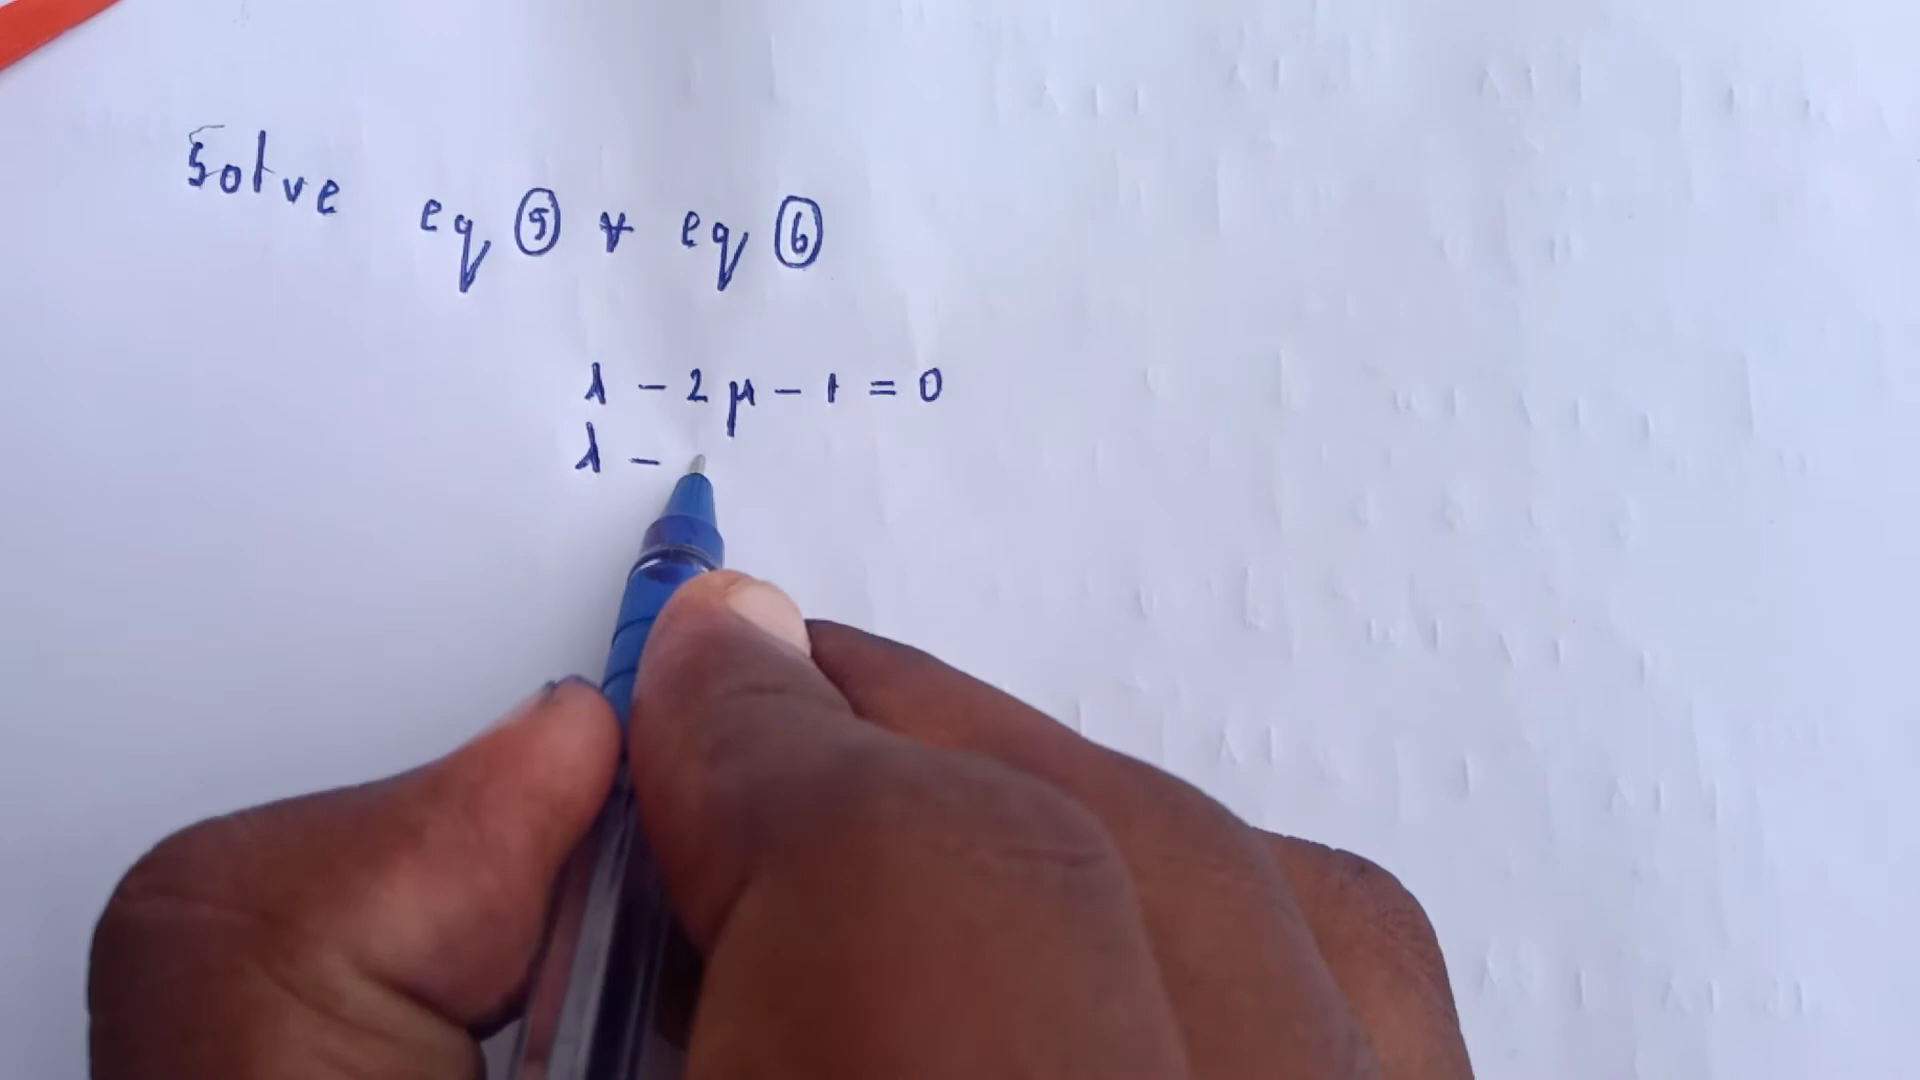 Solve eq ⑤ & eq ⑥
λ - 2μ - 1 = 0
λ -